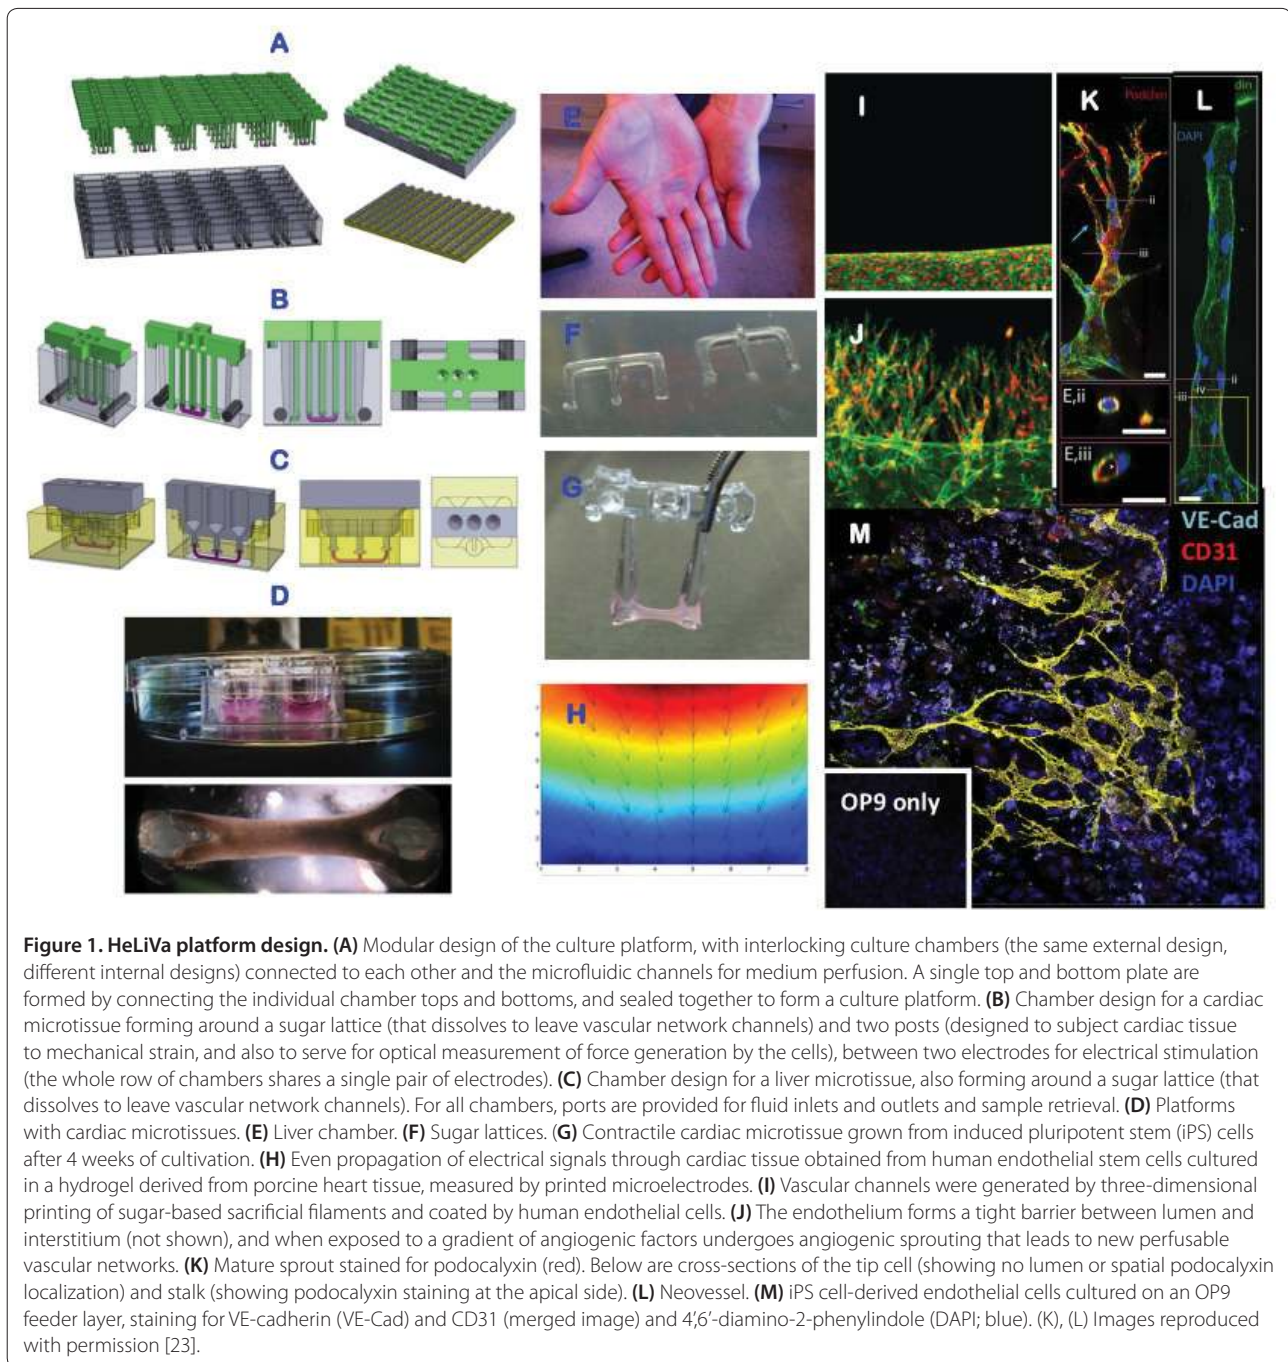 A
B
C
D
E
F
G
H
I
J
K
Podxlxn
L
din
DAPI
ii
iii
E,ii
E,iii
ii
iv
iii
M
VE-Cad
CD31
DAPI
OP9 only
Figure 1. HeLiVa platform design. (A) Modular design of the culture platform, with interlocking culture chambers (the same external design,
different internal designs) connected to each other and the microfluidic channels for medium perfusion. A single top and bottom plate are
formed by connecting the individual chamber tops and bottoms, and sealed together to form a culture platform. (B) Chamber design for a cardiac
microtissue forming around a sugar lattice (that dissolves to leave vascular network channels) and two posts (designed to subject cardiac tissue
to mechanical strain, and also to serve for optical measurement of force generation by the cells), between two electrodes for electrical stimulation
(the whole row of chambers shares a single pair of electrodes). (C) Chamber design for a liver microtissue, also forming around a sugar lattice (that
dissolves to leave vascular network channels). For all chambers, ports are provided for fluid inlets and outlets and sample retrieval. (D) Platforms
with cardiac microtissues. (E) Liver chamber. (F) Sugar lattices. (G) Contractile cardiac microtissue grown from induced pluripotent stem (iPS) cells
after 4 weeks of cultivation. (H) Even propagation of electrical signals through cardiac tissue obtained from human endothelial stem cells cultured
in a hydrogel derived from porcine heart tissue, measured by printed microelectrodes. (I) Vascular channels were generated by three-dimensional
printing of sugar-based sacrificial filaments and coated by human endothelial cells. (J) The endothelium forms a tight barrier between lumen and
interstitium (not shown), and when exposed to a gradient of angiogenic factors undergoes angiogenic sprouting that leads to new perfusable
vascular networks. (K) Mature sprout stained for podocalyxin (red). Below are cross-sections of the tip cell (showing no lumen or spatial podocalyxin
localization) and stalk (showing podocalyxin staining at the apical side). (L) Neovessel. (M) iPS cell-derived endothelial cells cultured on an OP9
feeder layer, staining for VE-cadherin (VE-Cad) and CD31 (merged image) and 4′,6′-diamino-2-phenylindole (DAPI; blue). (K), (L) Images reproduced
with permission [23].